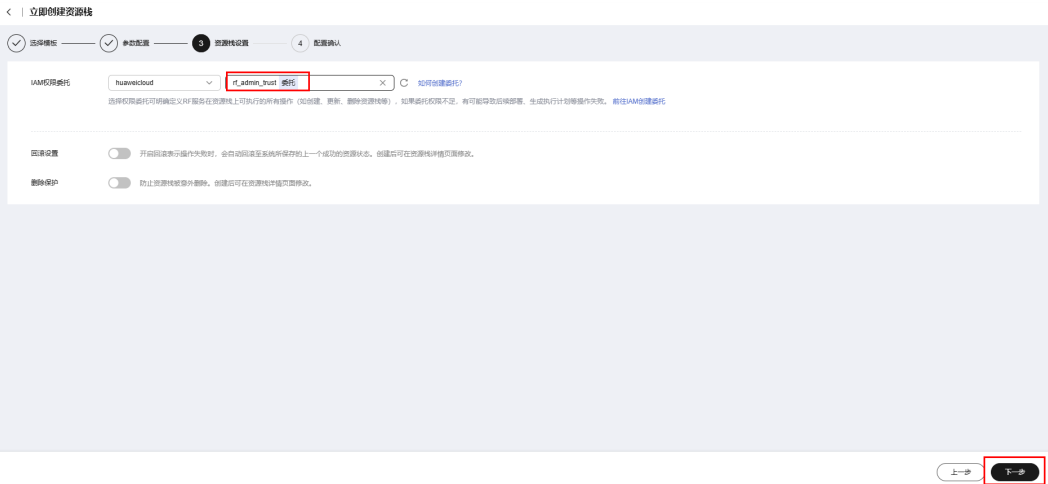 立即创建资源栈
选择模板 参数配置 3 资源栈设置 4 配置确认
IAM权限委托 huaweicloud rf_admin_trust 委托 如何创建委托?
选择权限委托可明确定义RF服务在资源栈上可执行的所有操作（如创建、更新、删除资源栈等），如果委托权限不足，有可能导致后续部署、生成执行计划等操作失败。 前往IAM创建委托
回滚设置 开启回滚表示操作失败时，会自动回滚至系统所保存的上一个成功的资源状态。创建后可在资源栈详情页面修改。
删除保护 防止资源栈被意外删除。创建后可在资源栈详情页面修改。
上一步 下一步